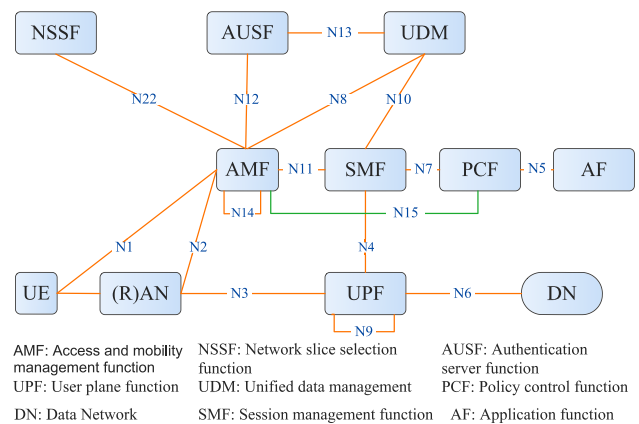 NSSF AUSF N13 UDM
N22 N12 N8 N10
AMF N11 SMF N7 PCF N5 AF
N14 N15
N1 N2 N4
UE (R)AN N3 UPF N6 DN
N9
AMF: Access and mobility management function
NSSF: Network slice selection function
AUSF: Authentication server function
UPF: User plane function
UDM: Unified data management
PCF: Policy control function
DN: Data Network
SMF: Session management function
AF: Application function